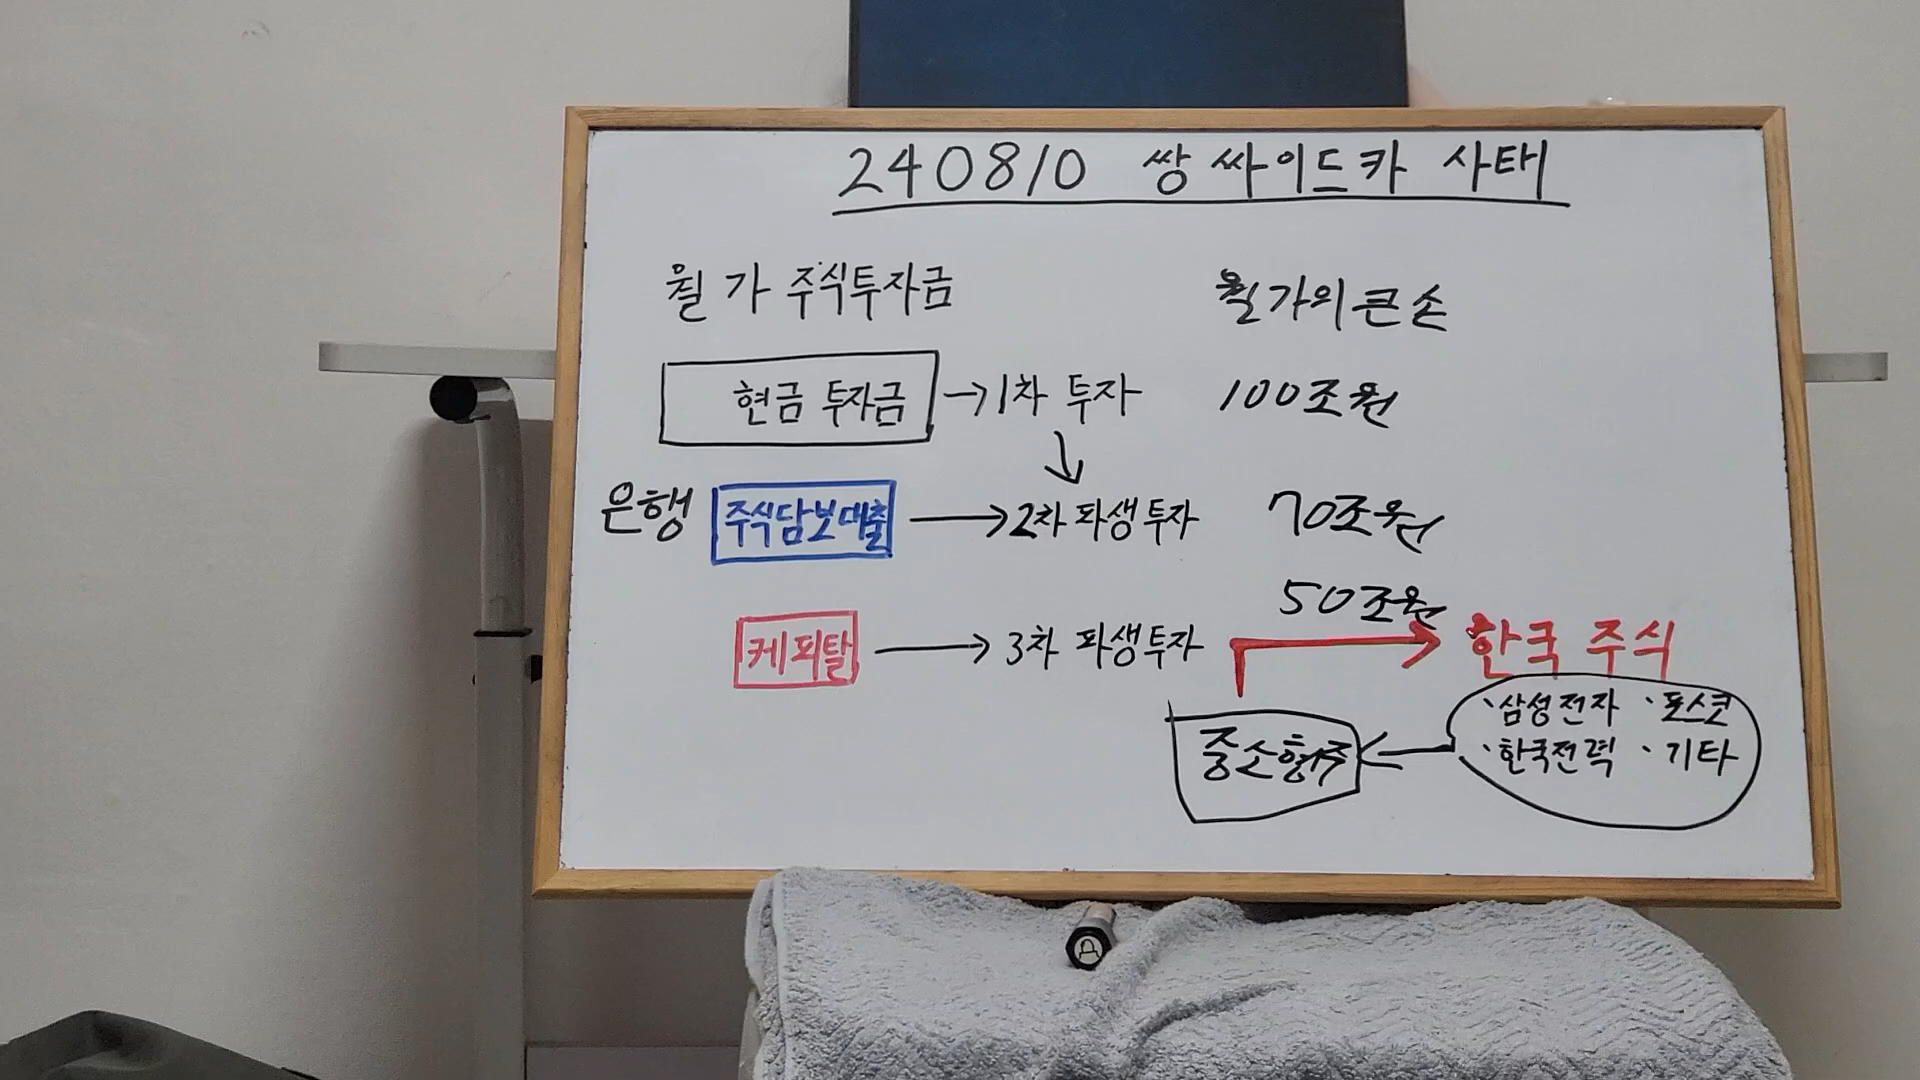 240810 쌍싸이드카 사태
월가 주식투자금
월가의 큰손
현금 투자금 → 1차 투자 100조원
은행 주식담보대출 → 2차 파생투자 70조원
50조원
케피탈 → 3차 파생투자 → 한국 주식
·삼성전자 ·포스코
·한국전력 ·기타
중소형주
A